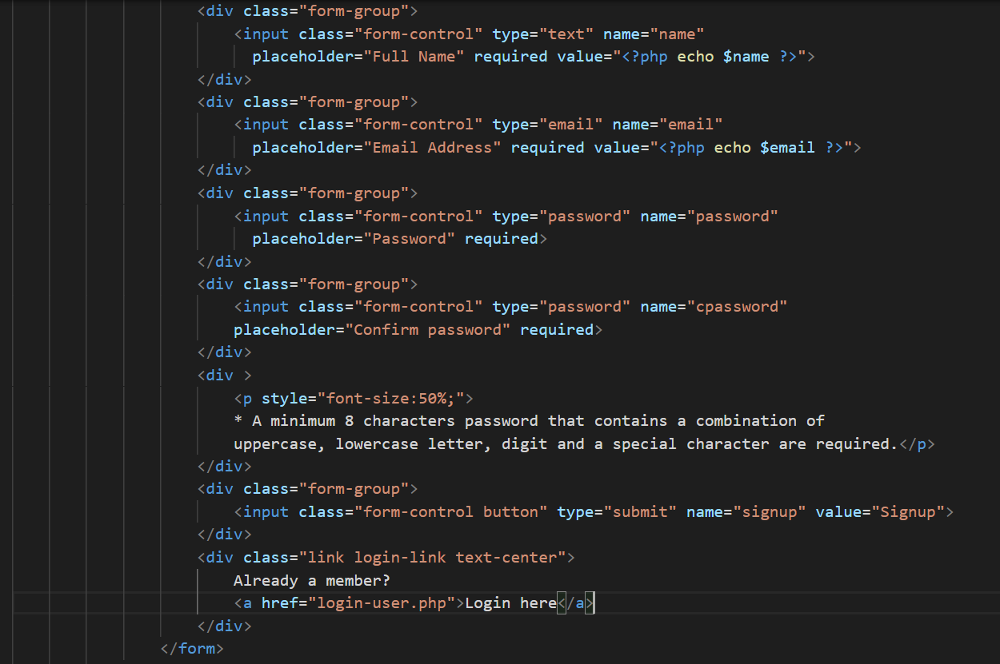 <div class="form-group">
<input class="form-control" type="text" name="name"
placeholder="Full Name" required value="<?php echo $name ?>">
</div>
<div class="form-group">
<input class="form-control" type="email" name="email"
placeholder="Email Address" required value="<?php echo $email ?>">
</div>
<div class="form-group">
<input class="form-control" type="password" name="password"
placeholder="Password" required>
</div>
<div class="form-group">
<input class="form-control" type="password" name="cpassword"
placeholder="Confirm password" required>
</div>
<div >
<p style="font-size:50%;">
* A minimum 8 characters password that contains a combination of
uppercase, lowercase letter, digit and a special character are required.</p>
</div>
<div class="form-group">
<input class="form-control button" type="submit" name="signup" value="Signup">
</div>
<div class="link login-link text-center">
Already a member?
<a href="login-user.php">Login here</a>
</div>
</form>